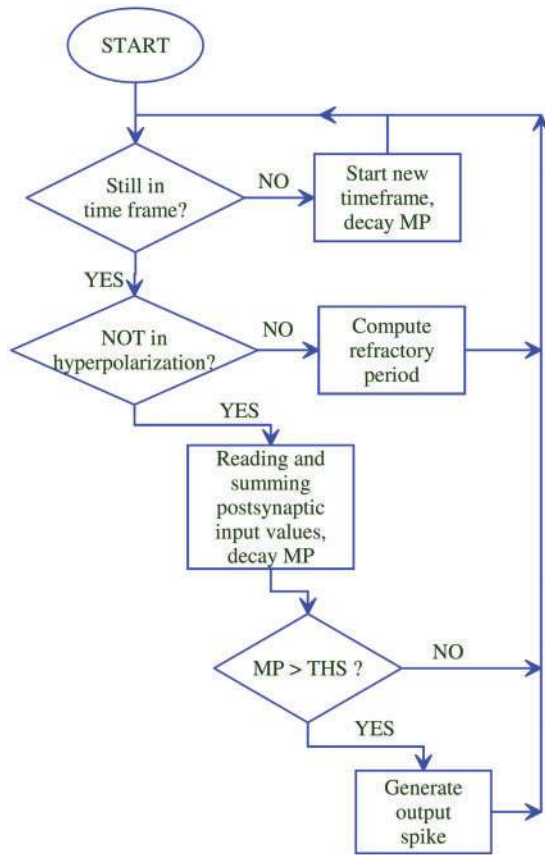 START
Still in
time frame?
NO
Start new
timeframe,
decay MP
YES
NOT in
hyperpolarization?
NO
Compute
refractory
period
YES
Reading and
summing
postsynaptic
input values,
decay MP
MP > THS ?
NO
YES
Generate
output
spike